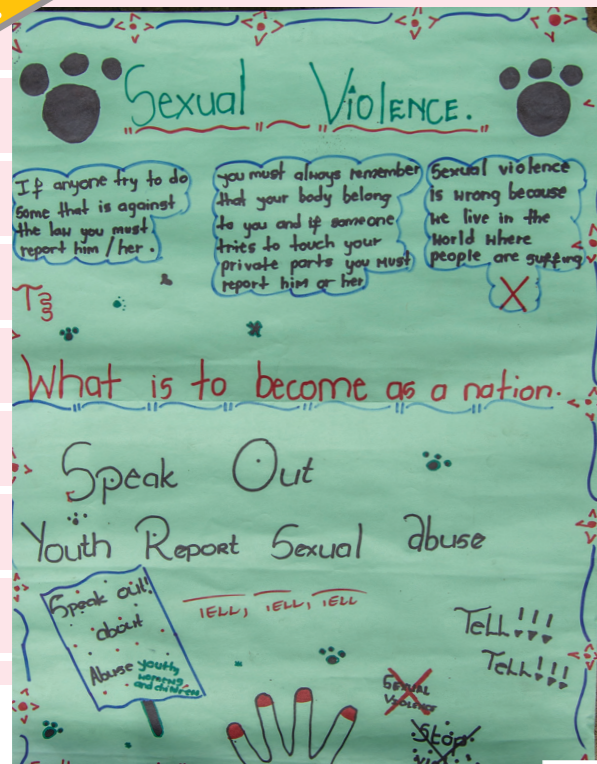 Sexual Violence.
If anyone try to do
some that is against
the law you must
report him/her.
you must always remember
that your body belong
to you and if someone
tries to touch your
private parts you must
report him or her
Sexual violence
is wrong because
we live in the
world where
people are suffing
What is to become as a nation.
Speak Out
Youth Report Sexual abuse
Speak out!
about
Abuse youthy
womens
and children
TELL, TELL, TELL
Tell!!!
Tell!!!
Sexual
Violence
Stop